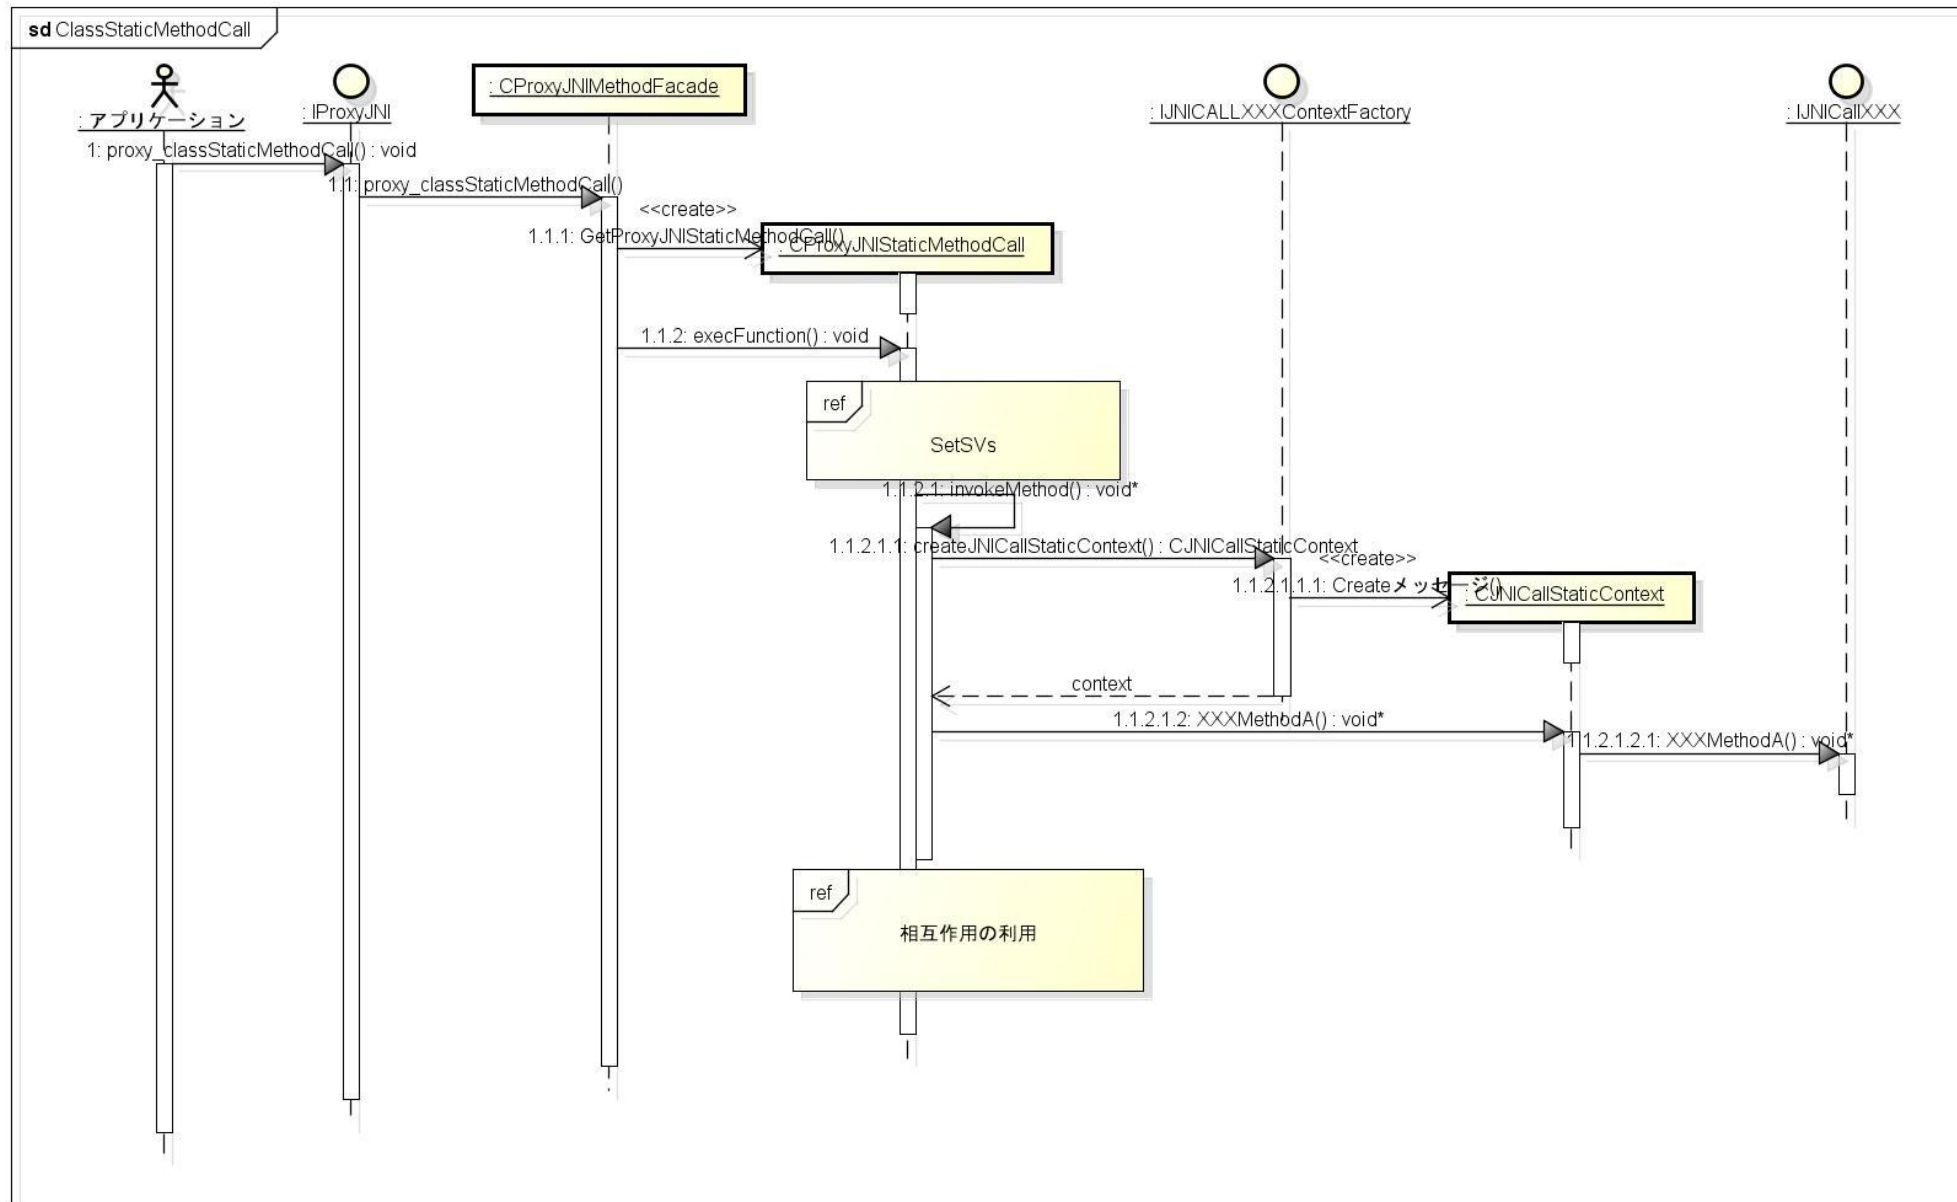 sd ClassStaticMethodCall
: アプリケーション
: IProxyJNI
: CProxyJNIMethodFacade
: IJNICALLXXXContextFactory
: IJNICallXXX
1: proxy_classStaticMethodCall() : void
1.1: proxy_classStaticMethodCall()
<<create>>
1.1.1: GetProxyJNIStaticMethodCall()
: CProxyJNIStaticMethodCall
1.1.2: execFunction() : void
ref
SetSVs
1.1.2.1: invokeMethod() : void*
1.1.2.1.1: createJNICallStaticContext() : CJNICallStaticContext
<<create>>
1.1.2.1.1.1: Createメッセージ()
: CJNICallStaticContext
context
1.1.2.1.2: XXXMethodA() : void*
1.1.2.1.2.1: XXXMethodA() : void*
ref
相互作用の利用